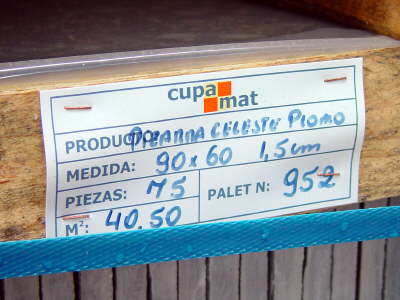 cupa mat
PRODUCTO: PIZARRA CELESTE PLOMO
MEDIDA: 90x60 1,5cm
PIEZAS: 75
PALET N: 952
M²: 40.50